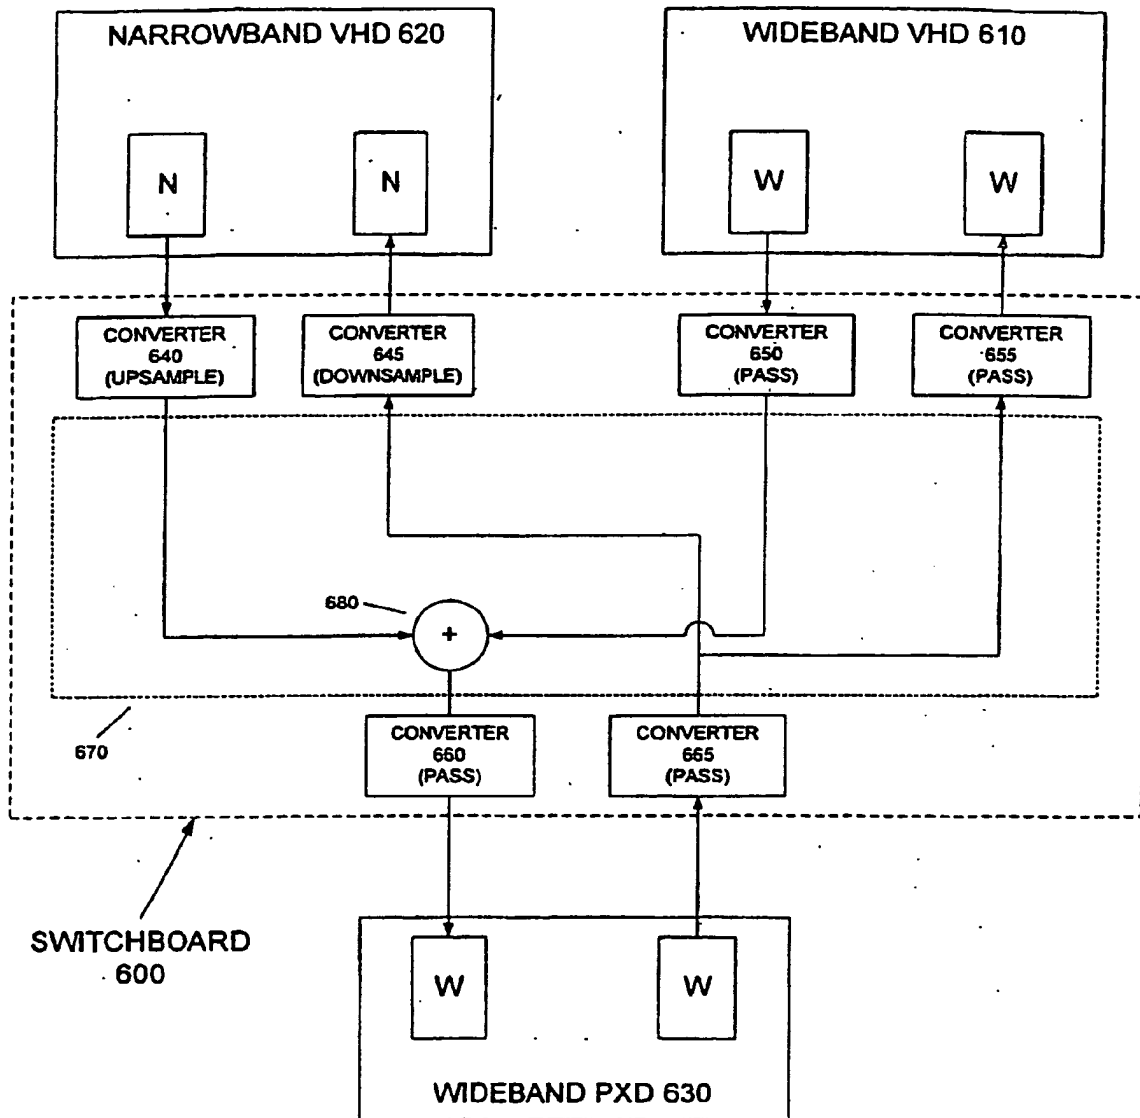 NARROWBAND VHD 620
WIDEBAND VHD 610
N
N
W
W
CONVERTER
640
(UPSAMPLE)
CONVERTER
645
(DOWNSAMPLE)
CONVERTER
650
(PASS)
CONVERTER
655
(PASS)
680
+
670
CONVERTER
660
(PASS)
CONVERTER
665
(PASS)
SWITCHBOARD
600
W
W
WIDEBAND PXD 630